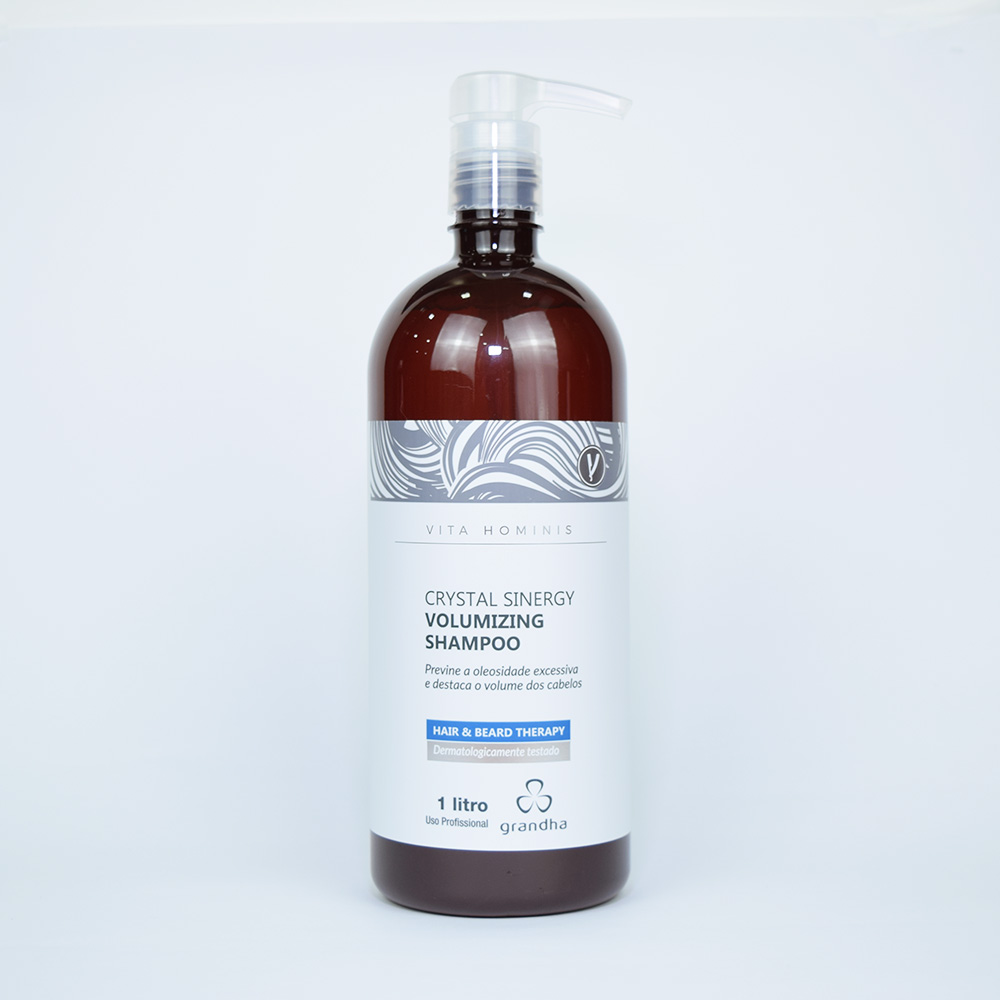 VITA HOMINIS
CRYSTAL SINERGY
VOLUMIZING
SHAMPOO
Previne a oleosidade excessiva
e destaca o volume dos cabelos
HAIR & BEARD THERAPY
Dermatologicamente testado
1 litro
Uso Profissional
grandha